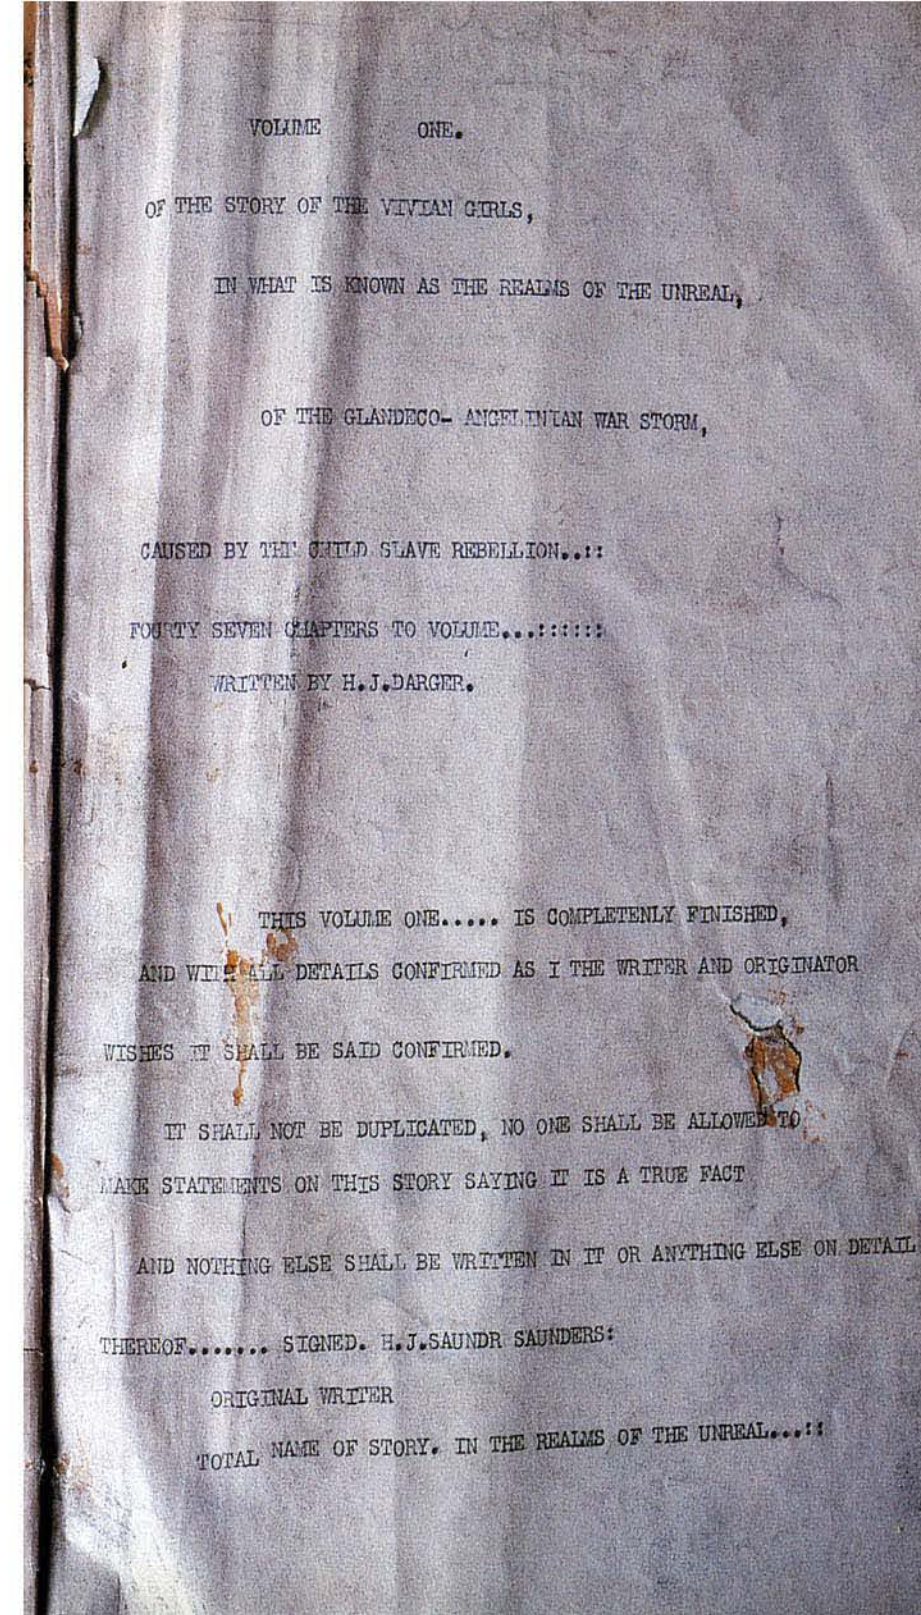 VOLUME ONE.
OF THE STORY OF THE VIVIAN GIRLS,
IN WHAT IS KNOWN AS THE REALMS OF THE UNREAL,
OF THE GLANDECO- ANGELINIAN WAR STORM,
CAUSED BY THE CHILD SLAVE REBELLION..::
FOURTY SEVEN CHAPTERS TO VOLUME...::::::
WRITTEN BY H.J.DARGER.
THIS VOLUME ONE..... IS COMPLETENLY FINISHED,
AND WITH ALL DETAILS CONFIRMED AS I THE WRITER AND ORIGINATOR
WISHES IT SHALL BE SAID CONFIRMED.
IT SHALL NOT BE DUPLICATED, NO ONE SHALL BE ALLOWED TO
MAKE STATEMENTS ON THIS STORY SAYING IT IS A TRUE FACT
AND NOTHING ELSE SHALL BE WRITTEN IN IT OR ANYTHING ELSE ON DETAIL
THEREOF....... SIGNED. H.J.SAUNDR SAUNDERS:
ORIGINAL WRITER
TOTAL NAME OF STORY. IN THE REALMS OF THE UNREAL...::